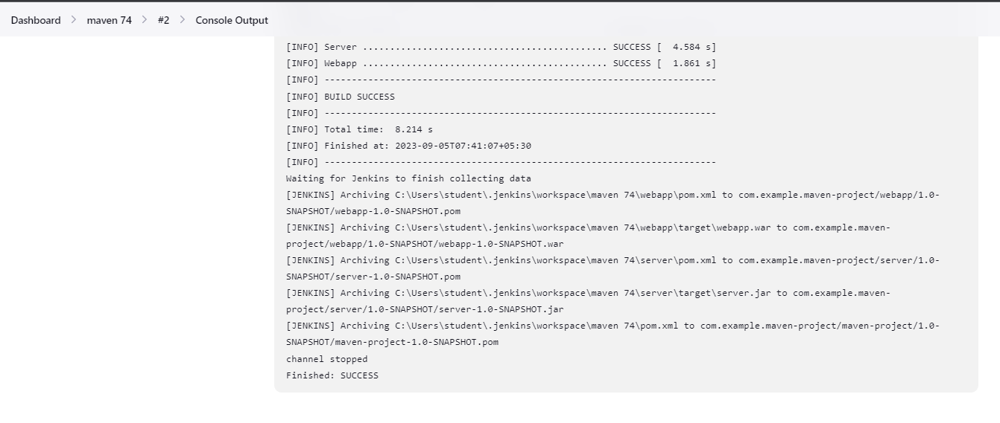 Dashboard > maven 74 > #2 > Console Output
[INFO] Server ............................................. SUCCESS [  4.584 s]
[INFO] Webapp ............................................. SUCCESS [  1.861 s]
[INFO] ------------------------------------------------------------------------
[INFO] BUILD SUCCESS
[INFO] ------------------------------------------------------------------------
[INFO] Total time:  8.214 s
[INFO] Finished at: 2023-09-05T07:41:07+05:30
[INFO] ------------------------------------------------------------------------
Waiting for Jenkins to finish collecting data
[JENKINS] Archiving C:\Users\student\.jenkins\workspace\maven 74\webapp\pom.xml to com.example.maven-project/webapp/1.0-
SNAPSHOT/webapp-1.0-SNAPSHOT.pom
[JENKINS] Archiving C:\Users\student\.jenkins\workspace\maven 74\webapp\target\webapp.war to com.example.maven-
project/webapp/1.0-SNAPSHOT/webapp-1.0-SNAPSHOT.war
[JENKINS] Archiving C:\Users\student\.jenkins\workspace\maven 74\server\pom.xml to com.example.maven-project/server/1.0-
SNAPSHOT/server-1.0-SNAPSHOT.pom
[JENKINS] Archiving C:\Users\student\.jenkins\workspace\maven 74\server\target\server.jar to com.example.maven-
project/server/1.0-SNAPSHOT/server-1.0-SNAPSHOT.jar
[JENKINS] Archiving C:\Users\student\.jenkins\workspace\maven 74\pom.xml to com.example.maven-project/maven-project/1.0-
SNAPSHOT/maven-project-1.0-SNAPSHOT.pom
channel stopped
Finished: SUCCESS